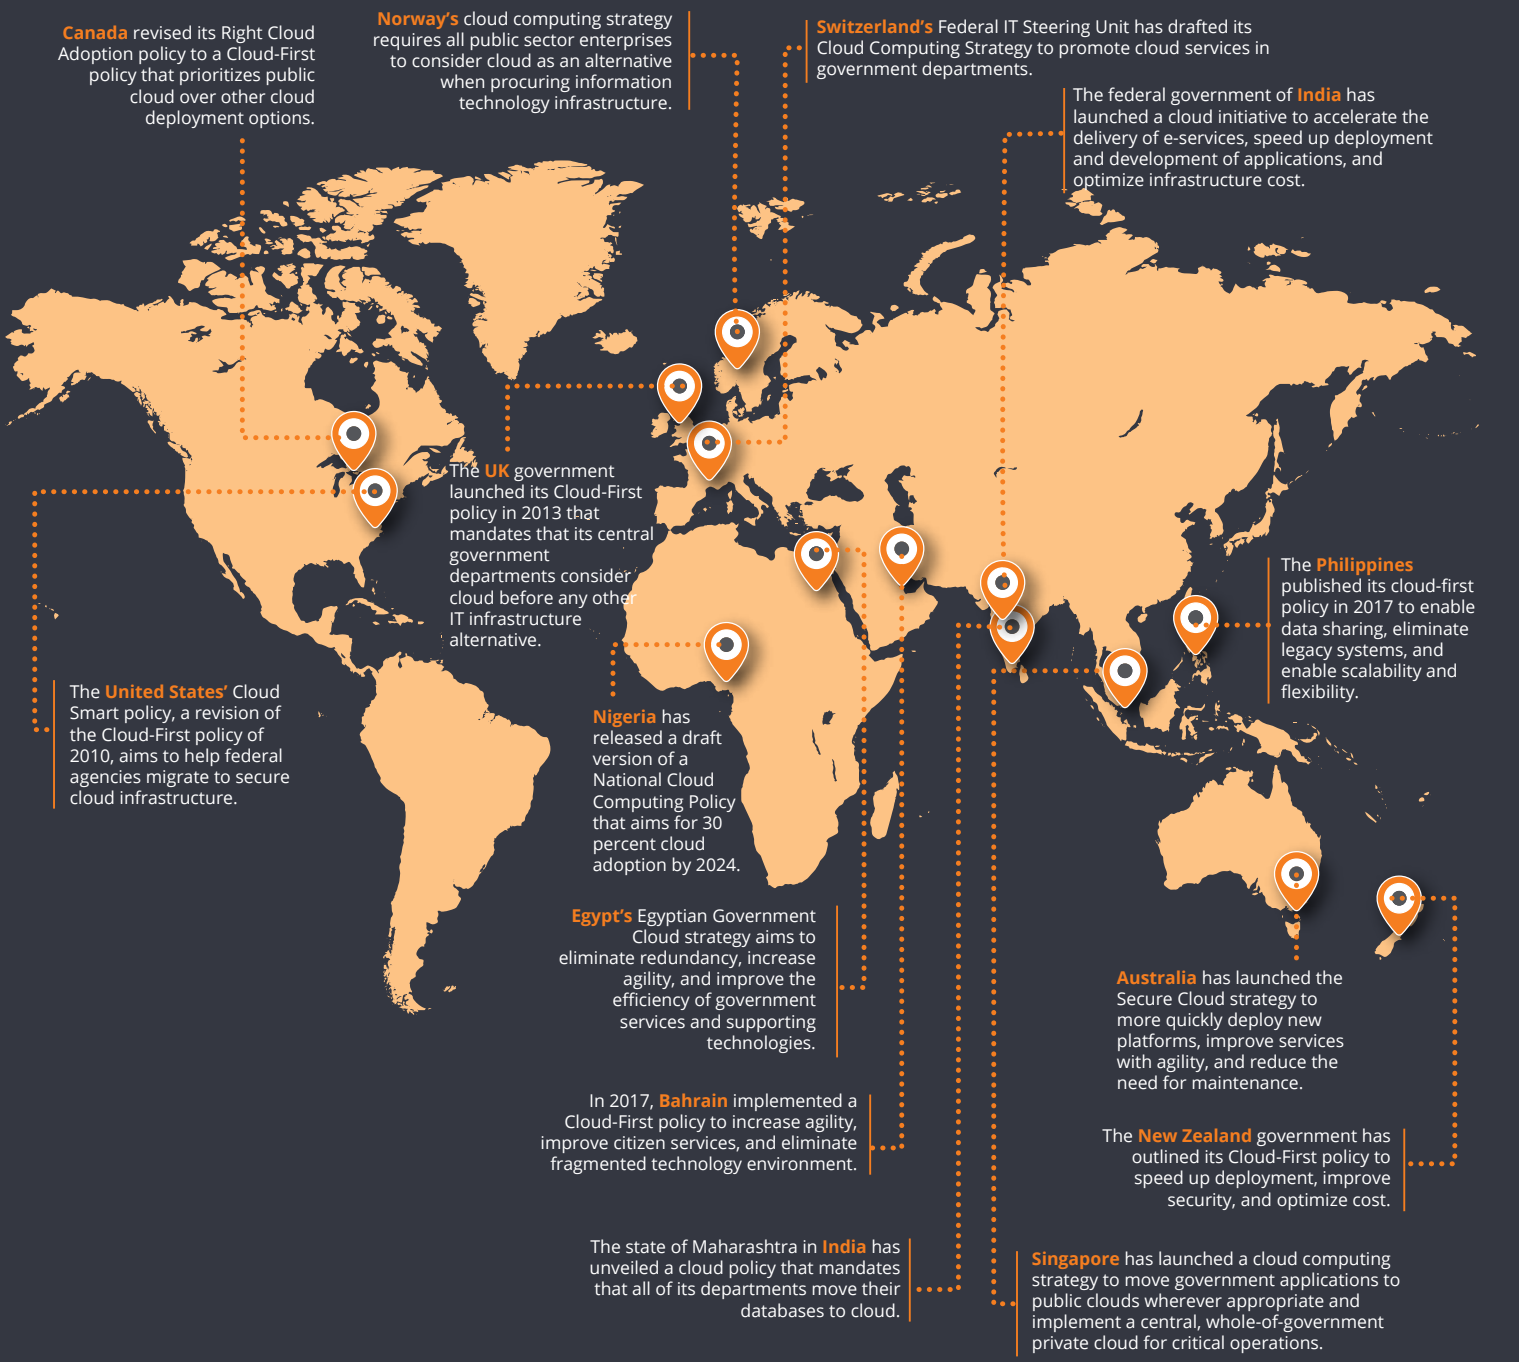 Canada revised its Right Cloud
Adoption policy to a Cloud-First
policy that prioritizes public
cloud over other cloud
deployment options.
Norway's cloud computing strategy
requires all public sector enterprises
to consider cloud as an alternative
when procuring information
technology infrastructure.
Switzerland's Federal IT Steering Unit has drafted its
Cloud Computing Strategy to promote cloud services in
government departments.
The federal government of India has
launched a cloud initiative to accelerate the
delivery of e-services, speed up deployment
and development of applications, and
optimize infrastructure cost.
The UK government
launched its Cloud-First
policy in 2013 that
mandates that its central
government
departments consider
cloud before any other
IT infrastructure
alternative.
The Philippines
published its cloud-first
policy in 2017 to enable
data sharing, eliminate
legacy systems, and
enable scalability and
flexibility.
The United States' Cloud
Smart policy, a revision of
the Cloud-First policy of
2010, aims to help federal
agencies migrate to secure
cloud infrastructure.
Nigeria has
released a draft
version of a
National Cloud
Computing Policy
that aims for 30
percent cloud
adoption by 2024.
Egypt's Egyptian Government
Cloud strategy aims to
eliminate redundancy, increase
agility, and improve the
efficiency of government
services and supporting
technologies.
Australia has launched the
Secure Cloud strategy to
more quickly deploy new
platforms, improve services
with agility, and reduce the
need for maintenance.
In 2017, Bahrain implemented a
Cloud-First policy to increase agility,
improve citizen services, and eliminate
fragmented technology environment.
The New Zealand government has
outlined its Cloud-First policy to
speed up deployment, improve
security, and optimize cost.
The state of Maharashtra in India has
unveiled a cloud policy that mandates
that all of its departments move their
databases to cloud.
Singapore has launched a cloud computing
strategy to move government applications to
public clouds wherever appropriate and
implement a central, whole-of-government
private cloud for critical operations.